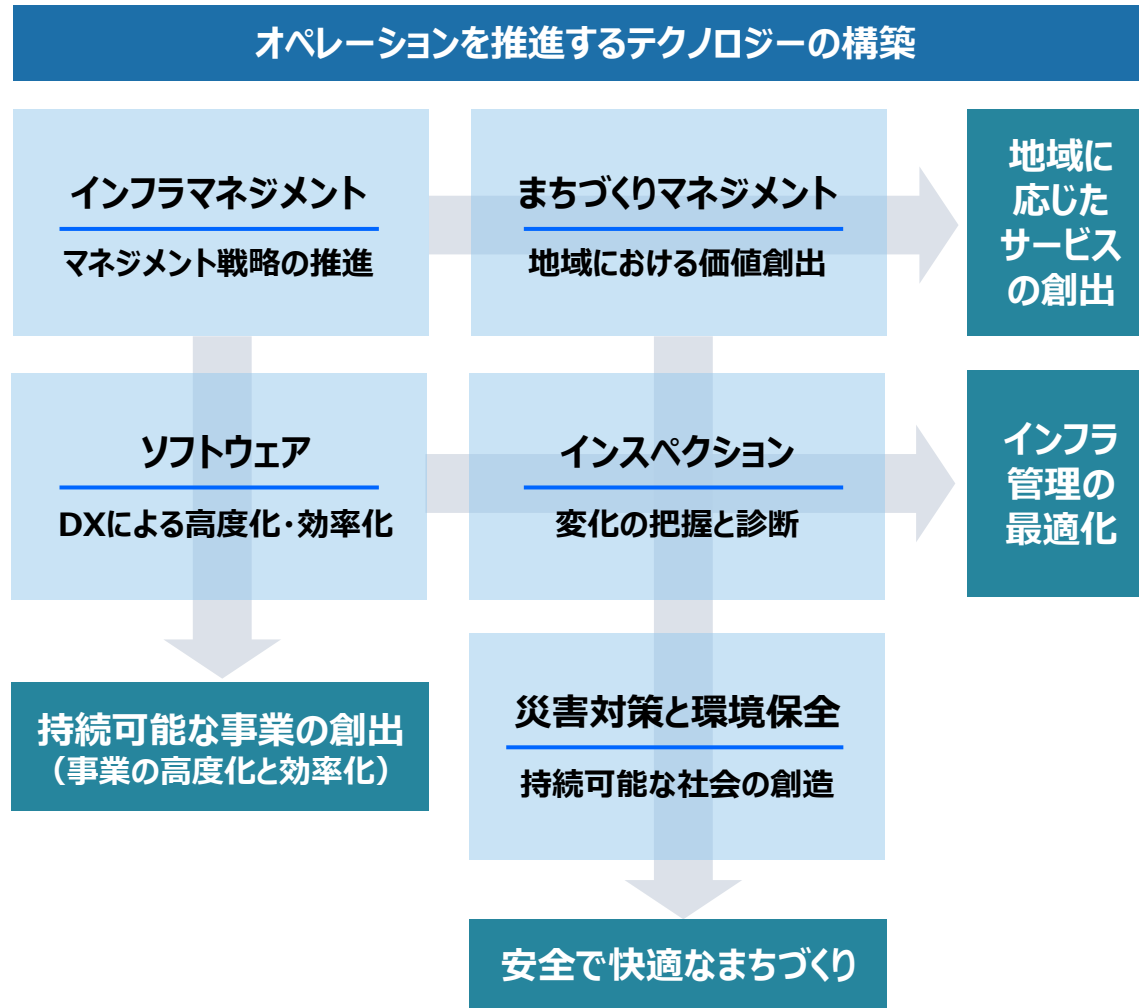 オペレーションを推進するテクノロジーの構築
インフラマネジメント
マネジメント戦略の推進
まちづくりマネジメント
地域における価値創出
地域に
応じた
サービス
の創出
ソフトウェア
DXによる高度化・効率化
インスペクション
変化の把握と診断
インフラ
管理の
最適化
持続可能な事業の創出
（事業の高度化と効率化）
災害対策と環境保全
持続可能な社会の創造
安全で快適なまちづくり